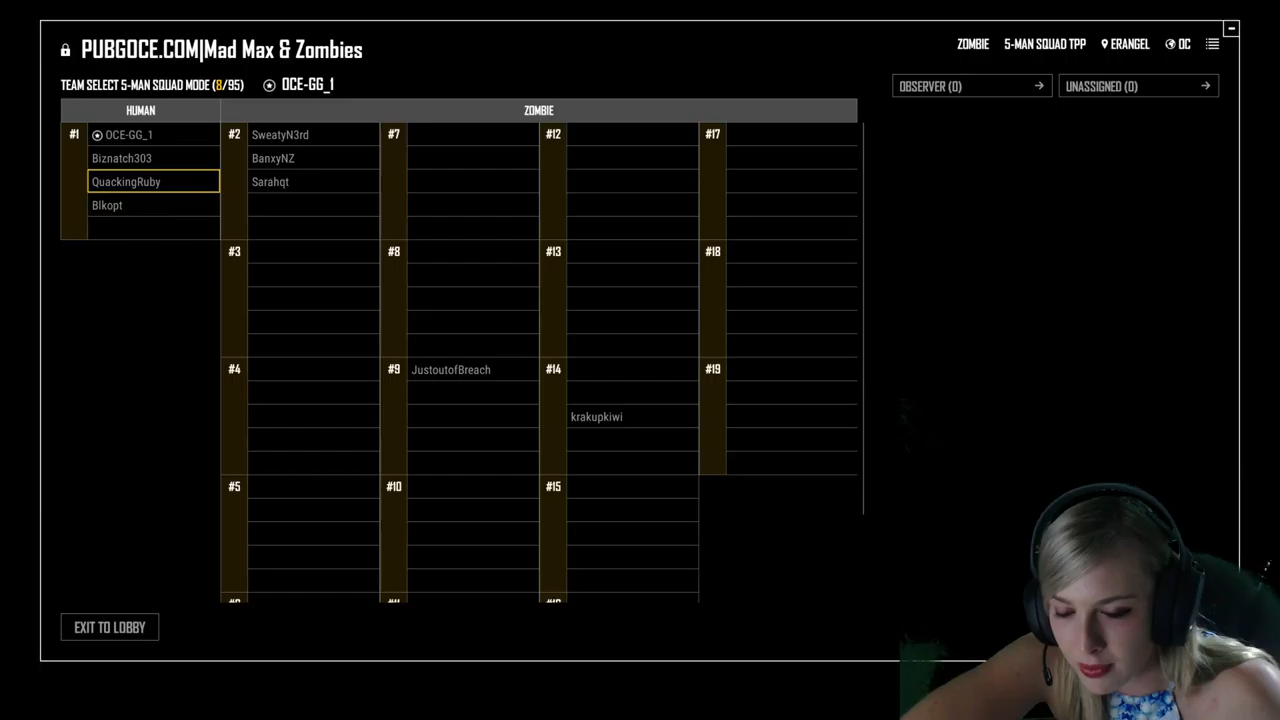 PUBGOCE.COM|Mad Max & Zombies
ZOMBIE 5-MAN SQUAD TPP ERANGEL OC
TEAM SELECT 5-MAN SQUAD MODE (8/95) OCE-GG_1
OBSERVER (0) UNASSIGNED (0)
HUMAN ZOMBIE
#1 OCE-GG_1 #2 SweatyN3rd #7 #12 #17
Biznatch303 BanxyNZ
QuackingRuby Sarahqt
Blkopt
#3 #8 #13 #18
#4 #9 JustoutofBreach #14 #19
krakupkiwi
#5 #10 #15
EXIT TO LOBBY